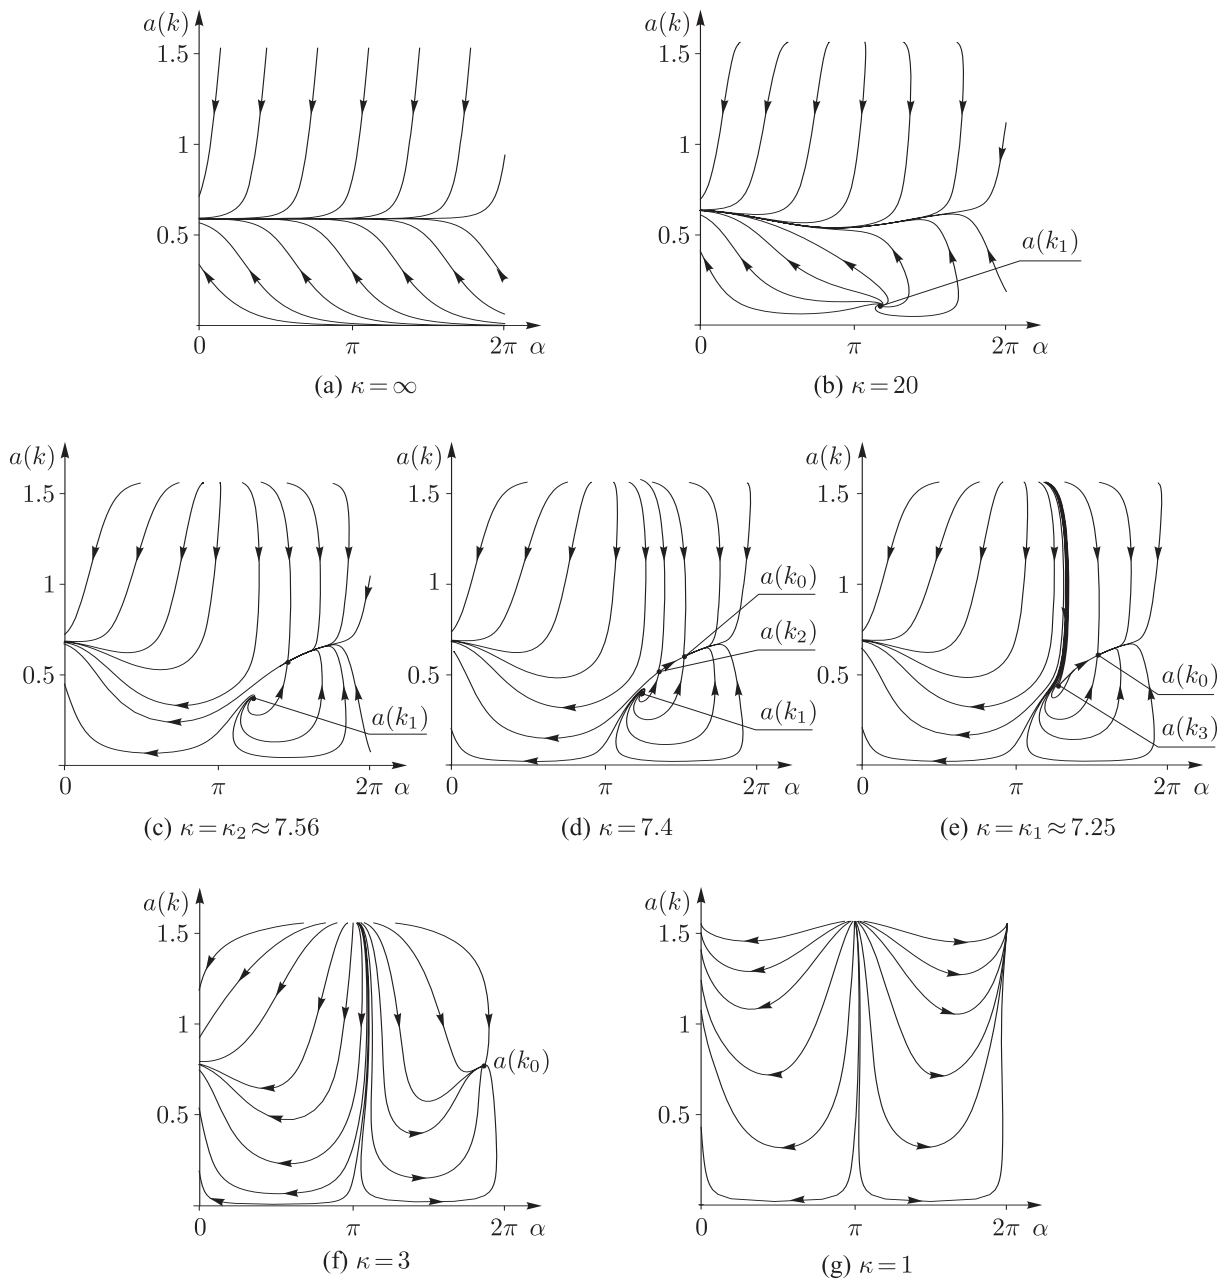 a(k)
1.5
1
0.5
0 π 2π α
(a) κ = ∞
a(k)
1.5
1
0.5
a(k₁)
0 π 2π α
(b) κ = 20
a(k)
1.5
1
0.5
a(k₁)
0 π 2π α
(c) κ = κ₂ ≈ 7.56
a(k)
1.5
1
0.5
a(k₀)
a(k₂)
a(k₁)
0 π 2π α
(d) κ = 7.4
a(k)
1.5
1
0.5
a(k₀)
a(k₃)
0 π 2π α
(e) κ = κ₁ ≈ 7.25
a(k)
1.5
1
a(k₀)
0.5
0 π 2π α
(f) κ = 3
a(k)
1.5
1
0.5
0 π 2π α
(g) κ = 1